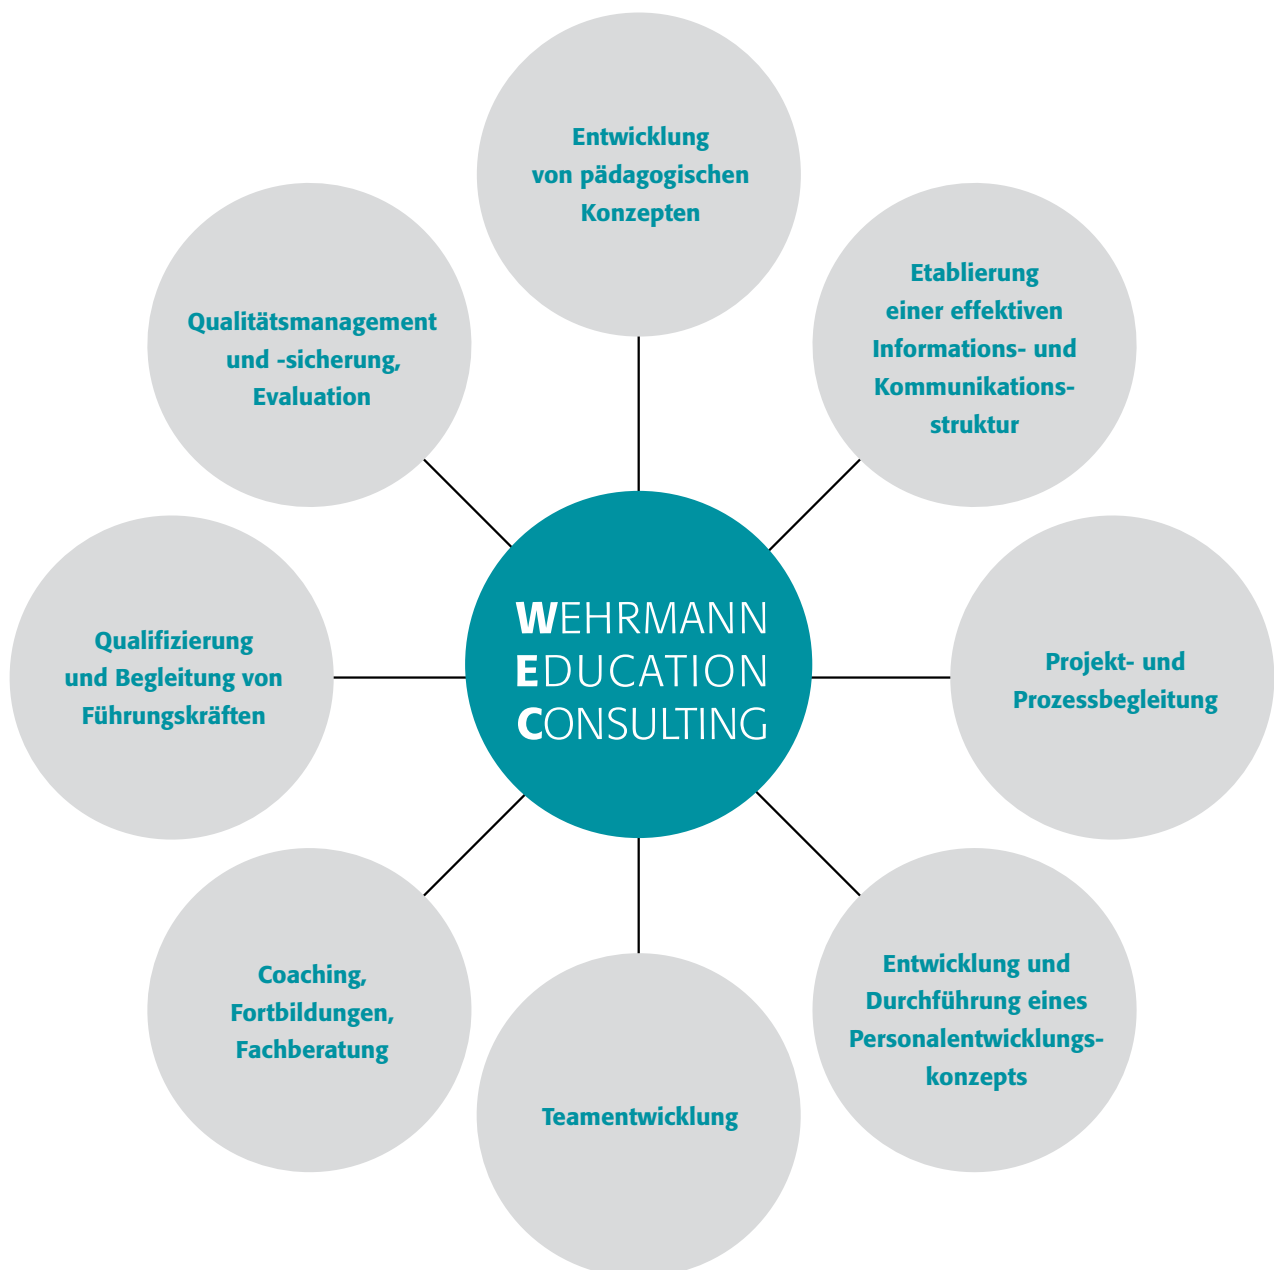 Entwicklung
von pädagogischen
Konzepten
Etablierung
einer effektiven
Informations- und
Kommunikations-
struktur
Qualitätsmanagement
und -sicherung,
Evaluation
WEHRMANN
EDUCATION
CONSULTING
Qualifizierung
und Begleitung von
Führungskräften
Projekt- und
Prozessbegleitung
Coaching,
Fortbildungen,
Fachberatung
Entwicklung und
Durchführung eines
Personalentwicklungs-
konzepts
Teamentwicklung